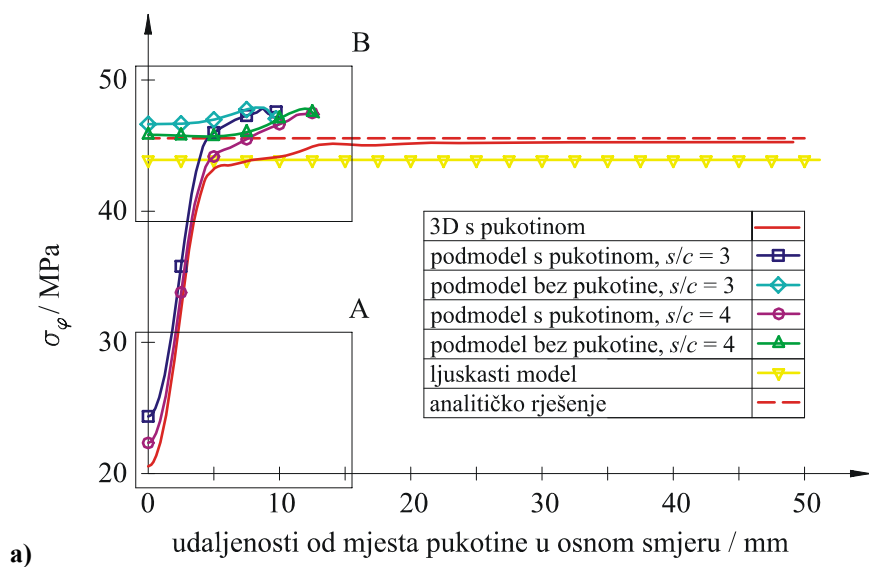 B
50
40
30
20
σφ / MPa
A
3D s pukotinom
podmodel s pukotinom, s/c = 3
podmodel bez pukotine, s/c = 3
podmodel s pukotinom, s/c = 4
podmodel bez pukotine, s/c = 4
ljuskasti model
analitičko rješenje
0 10 20 30 40 50
udaljenosti od mjesta pukotine u osnom smjeru / mm
a)